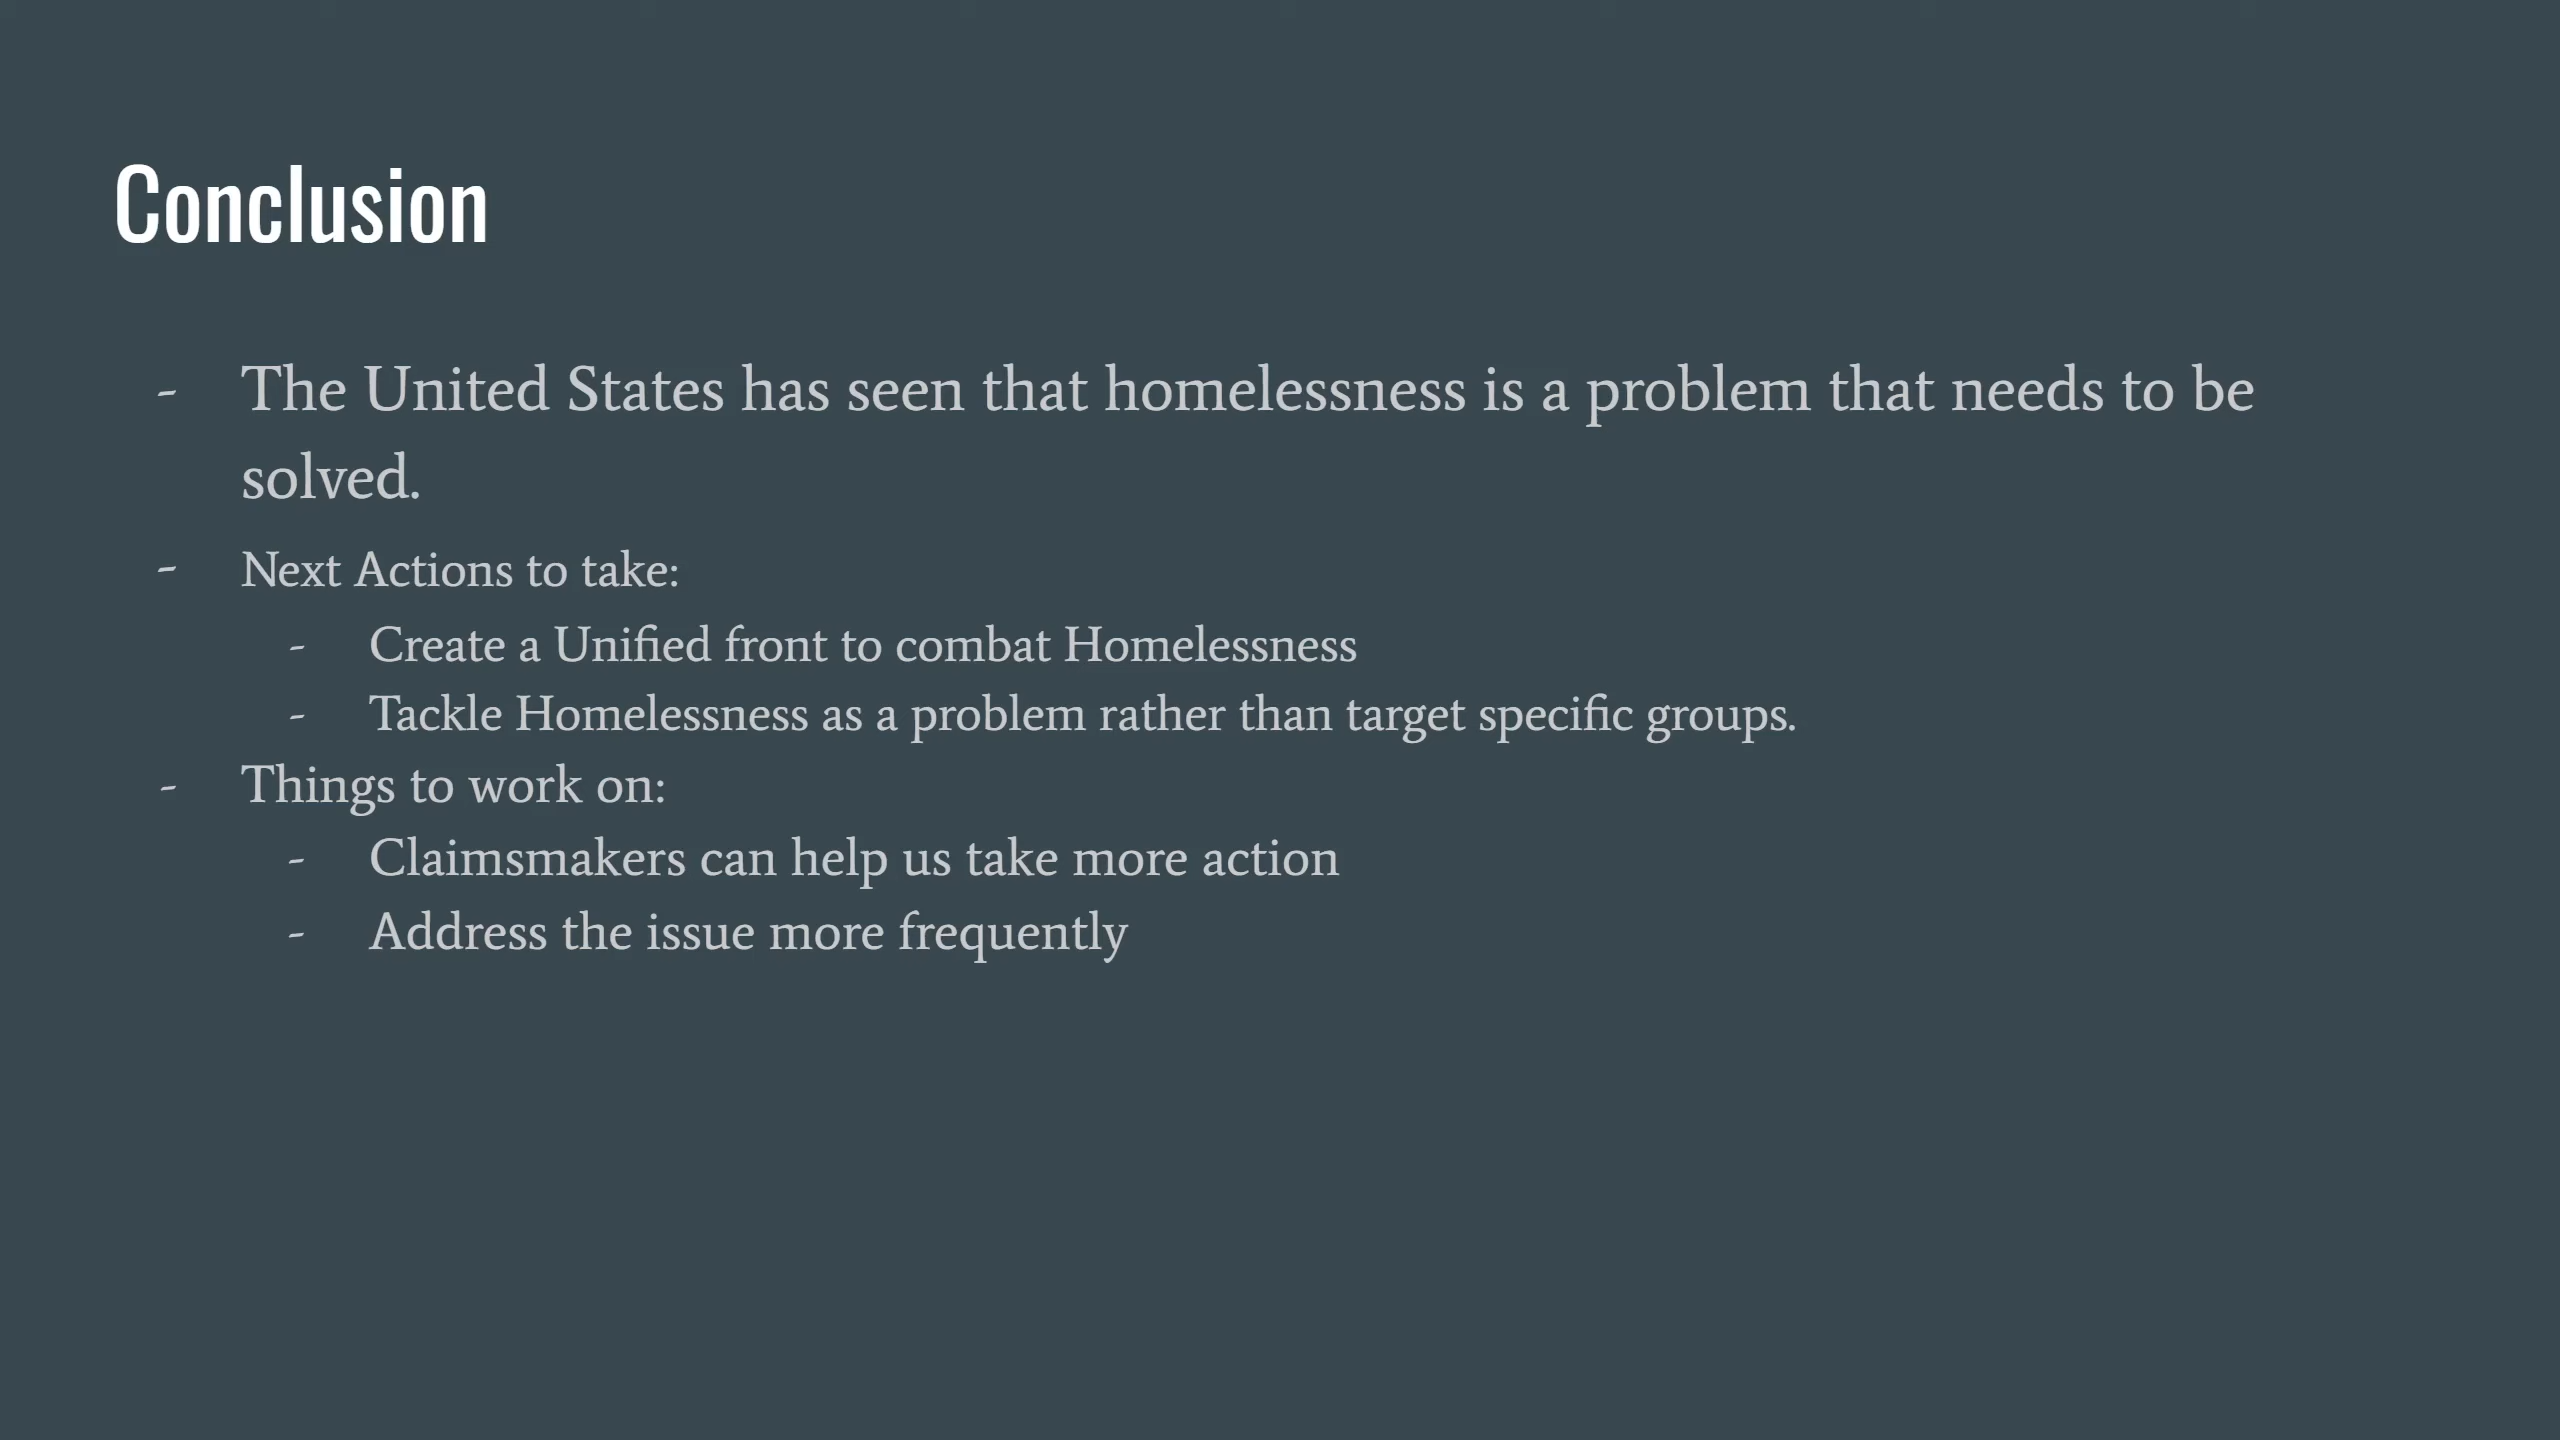 Conclusion
- The United States has seen that homelessness is a problem that needs to be
solved.
- Next Actions to take:
- Create a Unified front to combat Homelessness
- Tackle Homelessness as a problem rather than target specific groups.
- Things to work on:
- Claimsmakers can help us take more action
- Address the issue more frequently